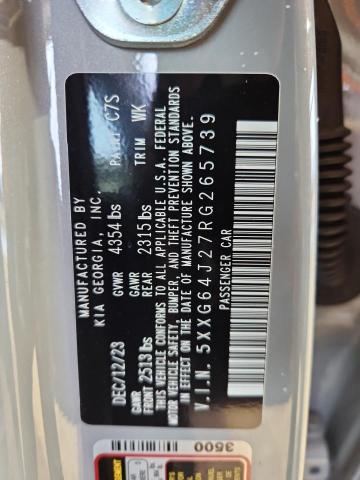 MANUFACTURED BY
KIA GEORGIA, INC.
DEC/12/23
GVWR 4354 lbs
PAINT C7S
GAWR FRONT 2513 lbs
GAWR REAR 2315 lbs
TRIM WK
THIS VEHICLE CONFORMS TO ALL APPLICABLE U.S.A. FEDERAL
MOTOR VEHICLE SAFETY, BUMPER, AND THEFT PREVENTION STANDARDS
IN EFFECT ON THE DATE OF MANUFACTURE SHOWN ABOVE.
V.I.N. 5XXG64J27RG265739
PASSENGER CAR
3500